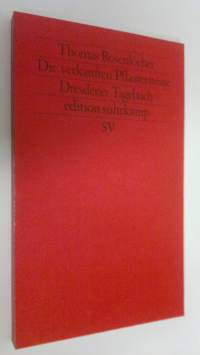 Thomas Rosenlöcher
Die verkauften Pflastersteine
Dresdener Tagebuch
edition suhrkamp
SV